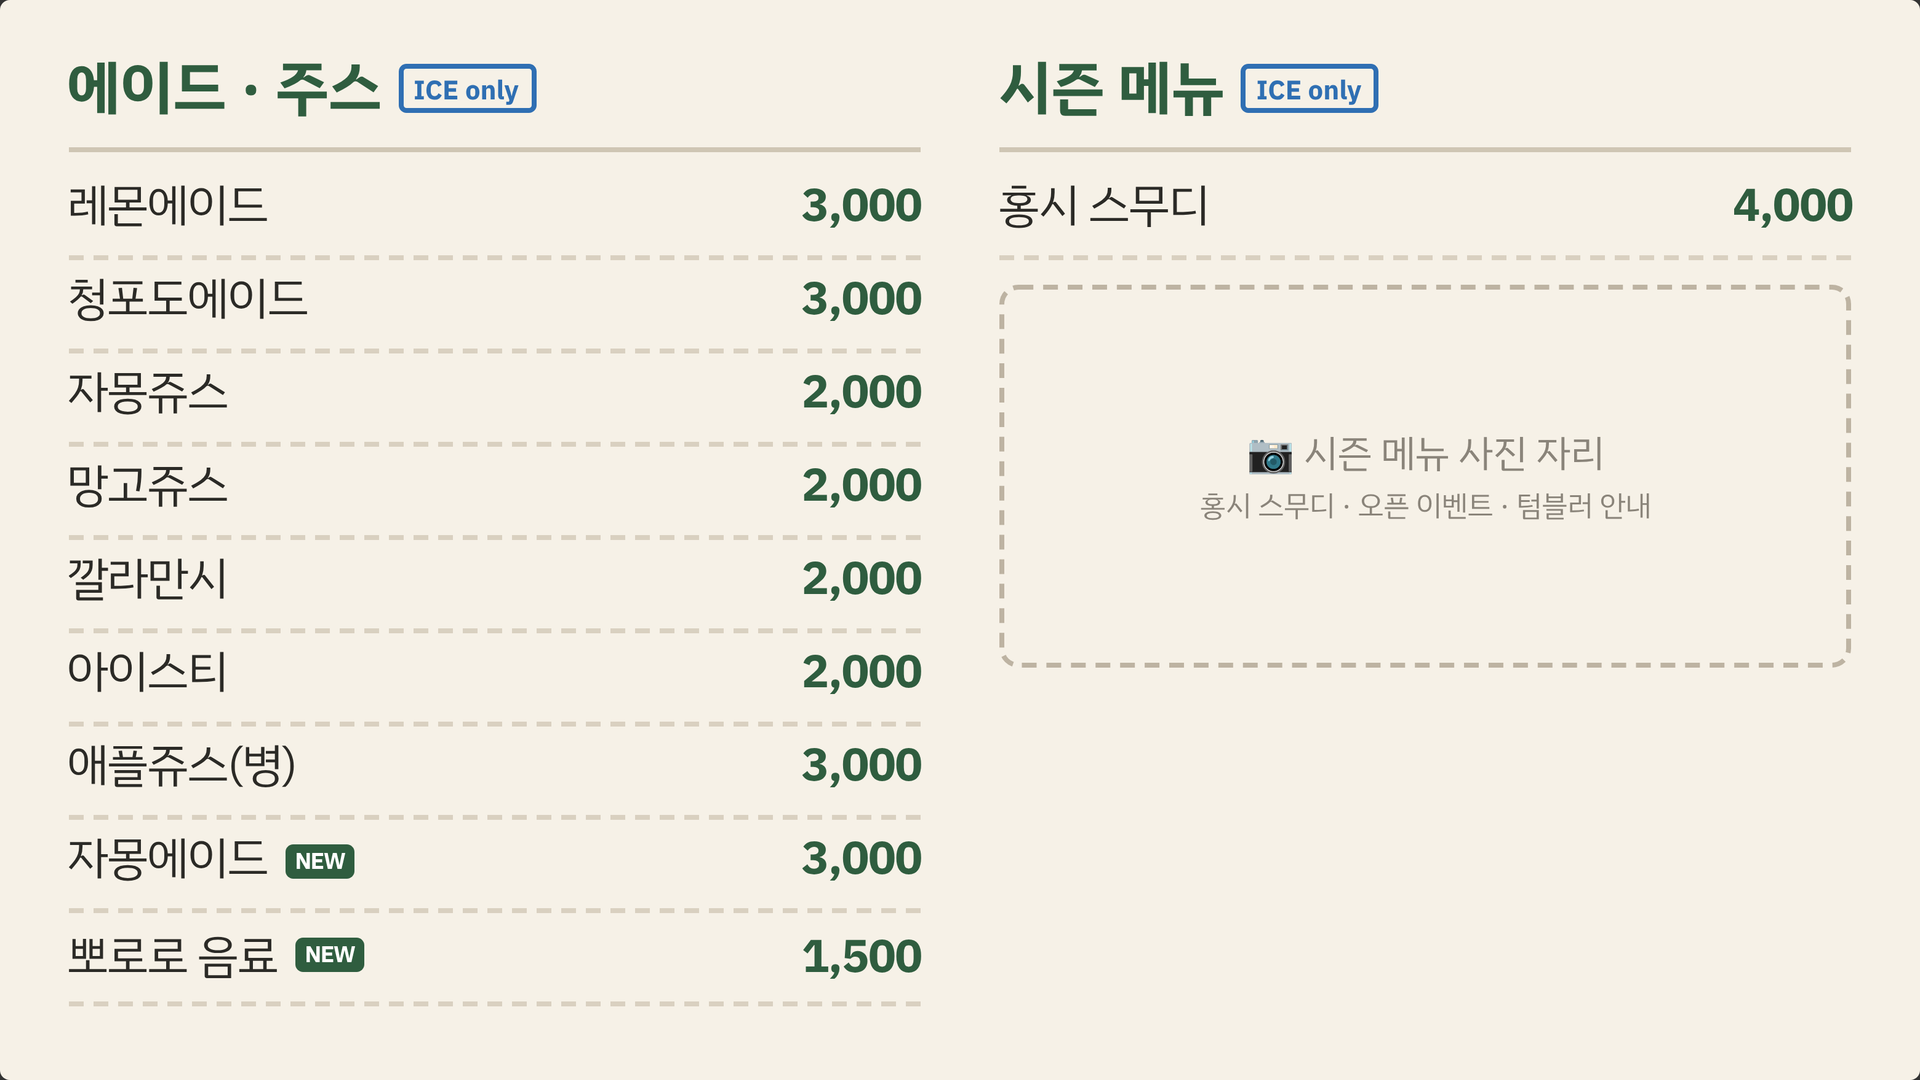 에이드 · 주스 ICE only
레몬에이드 3,000
청포도에이드 3,000
자몽쥬스 2,000
망고쥬스 2,000
깔라만시 2,000
아이스티 2,000
애플쥬스(병) 3,000
자몽에이드 NEW 3,000
뽀로로 음료 NEW 1,500
시즌 메뉴 ICE only
홍시 스무디 4,000
📷 시즌 메뉴 사진 자리
홍시 스무디 · 오픈 이벤트 · 텀블러 안내